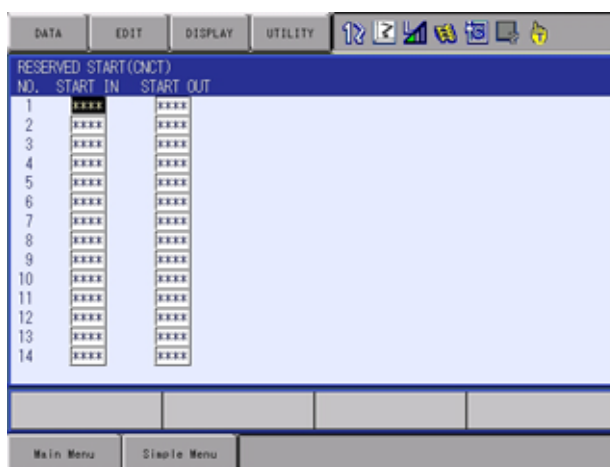 DATA EDIT DISPLAY UTILITY
RESERVED START(CNCT)
NO. START IN START OUT
1 **** ****
2 **** ****
3 **** ****
4 **** ****
5 **** ****
6 **** ****
7 **** ****
8 **** ****
9 **** ****
10 **** ****
11 **** ****
12 **** ****
13 **** ****
14 **** ****
Main Menu Simple Menu